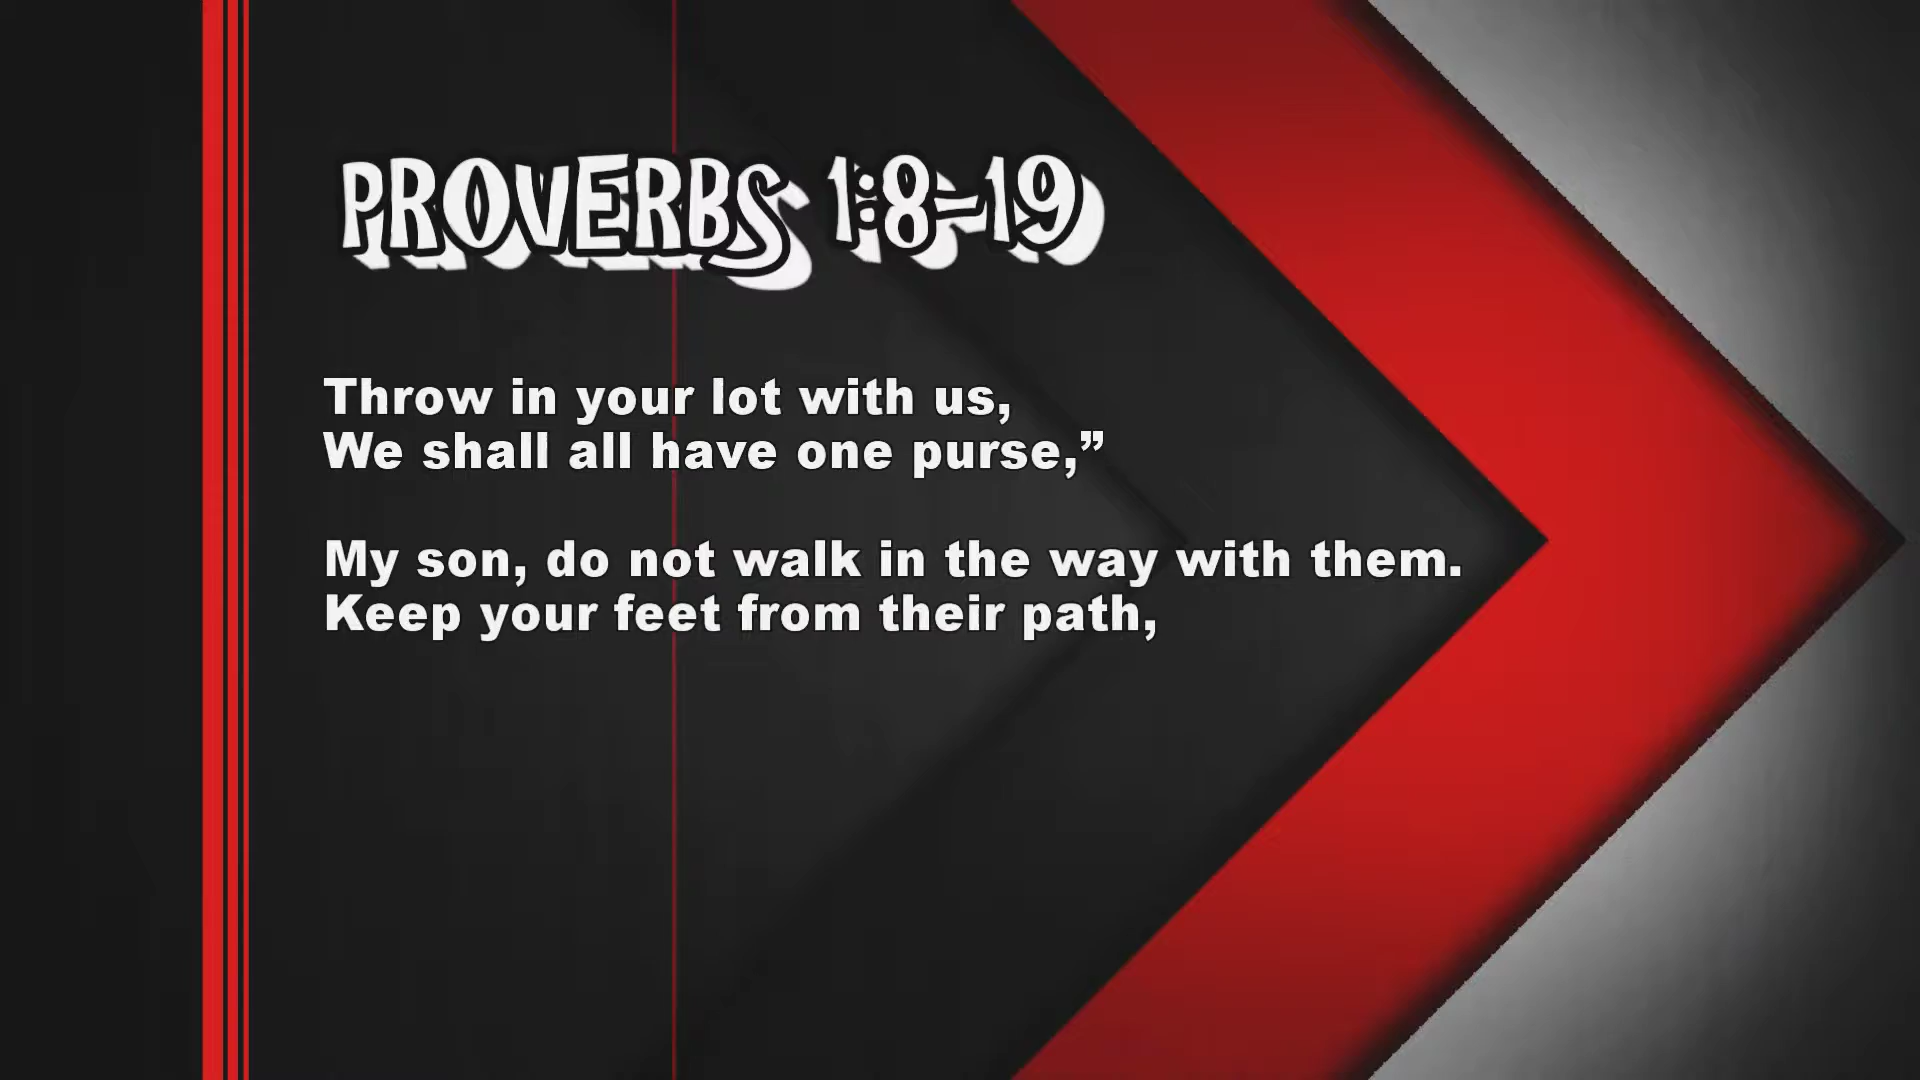 PROVERBS 1:8-19
Throw in your lot with us,
We shall all have one purse,”
My son, do not walk in the way with them.
Keep your feet from their path,